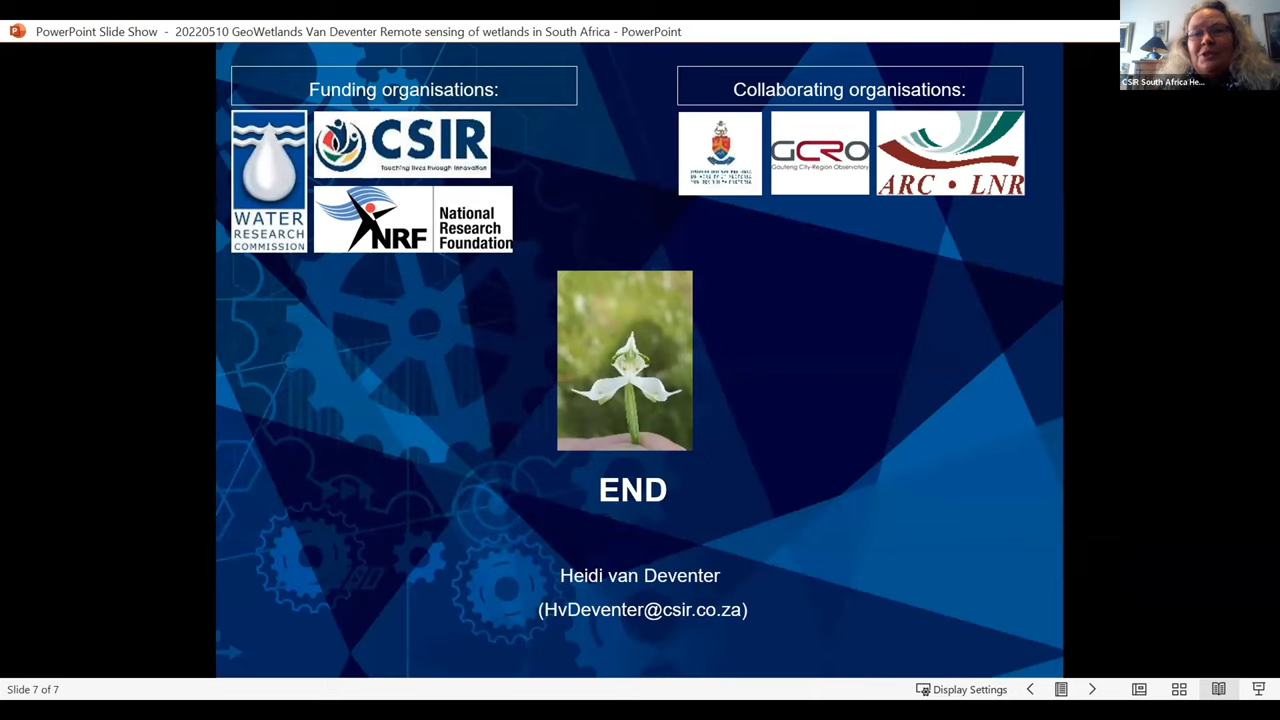 PowerPoint Slide Show - 20220510 GeoWetlands Van Deventer Remote sensing of wetlands in South Africa - PowerPoint
CSIR South Africa He...
Funding organisations:
Collaborating organisations:
CSIR
Touching lives through innovation
WATER
RESEARCH
COMMISSION
NRF
National
Research
Foundation
GCRO
Gauteng City-Region Observatory
ARC • LNR
END
Heidi van Deventer
(HvDeventer@csir.co.za)
Slide 7 of 7
Display Settings